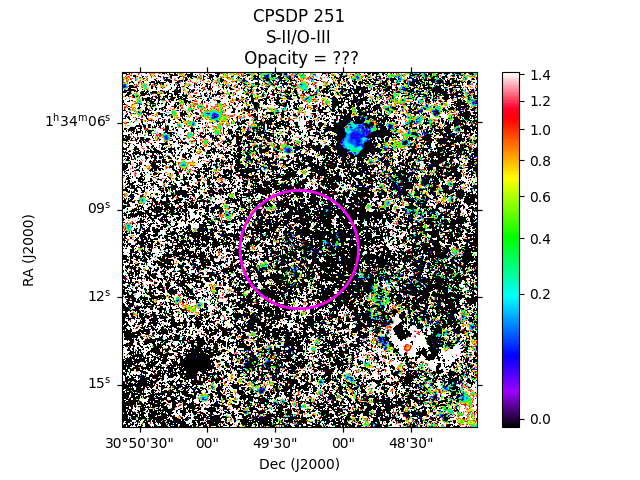 CPSDP 251
S-II/O-III
Opacity = ???
1ʰ34ᵐ06ˢ
09ˢ
12ˢ
15ˢ
RA (J2000)
30°50'30" 00" 49'30" 00" 48'30"
Dec (J2000)
1.4
1.2
1.0
0.8
0.6
0.4
0.2
0.0